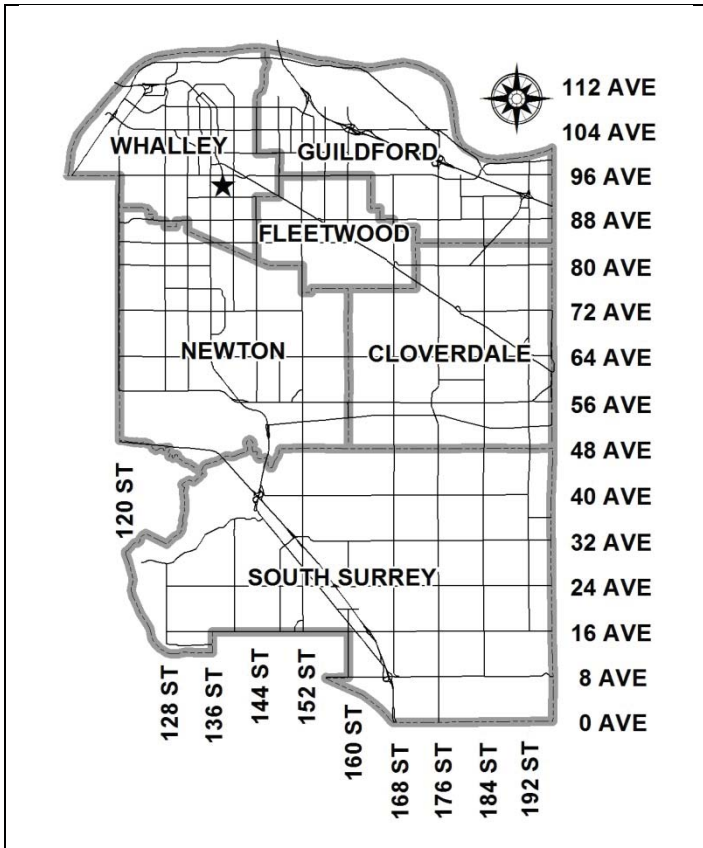 112 AVE
104 AVE
WHALLEY
GUILDFORD
96 AVE
88 AVE
FLEETWOOD
80 AVE
72 AVE
NEWTON
CLOVERDALE
64 AVE
56 AVE
48 AVE
120 ST
40 AVE
32 AVE
SOUTH SURREY
24 AVE
16 AVE
128 ST
136 ST
144 ST
152 ST
160 ST
8 AVE
0 AVE
168 ST
176 ST
184 ST
192 ST